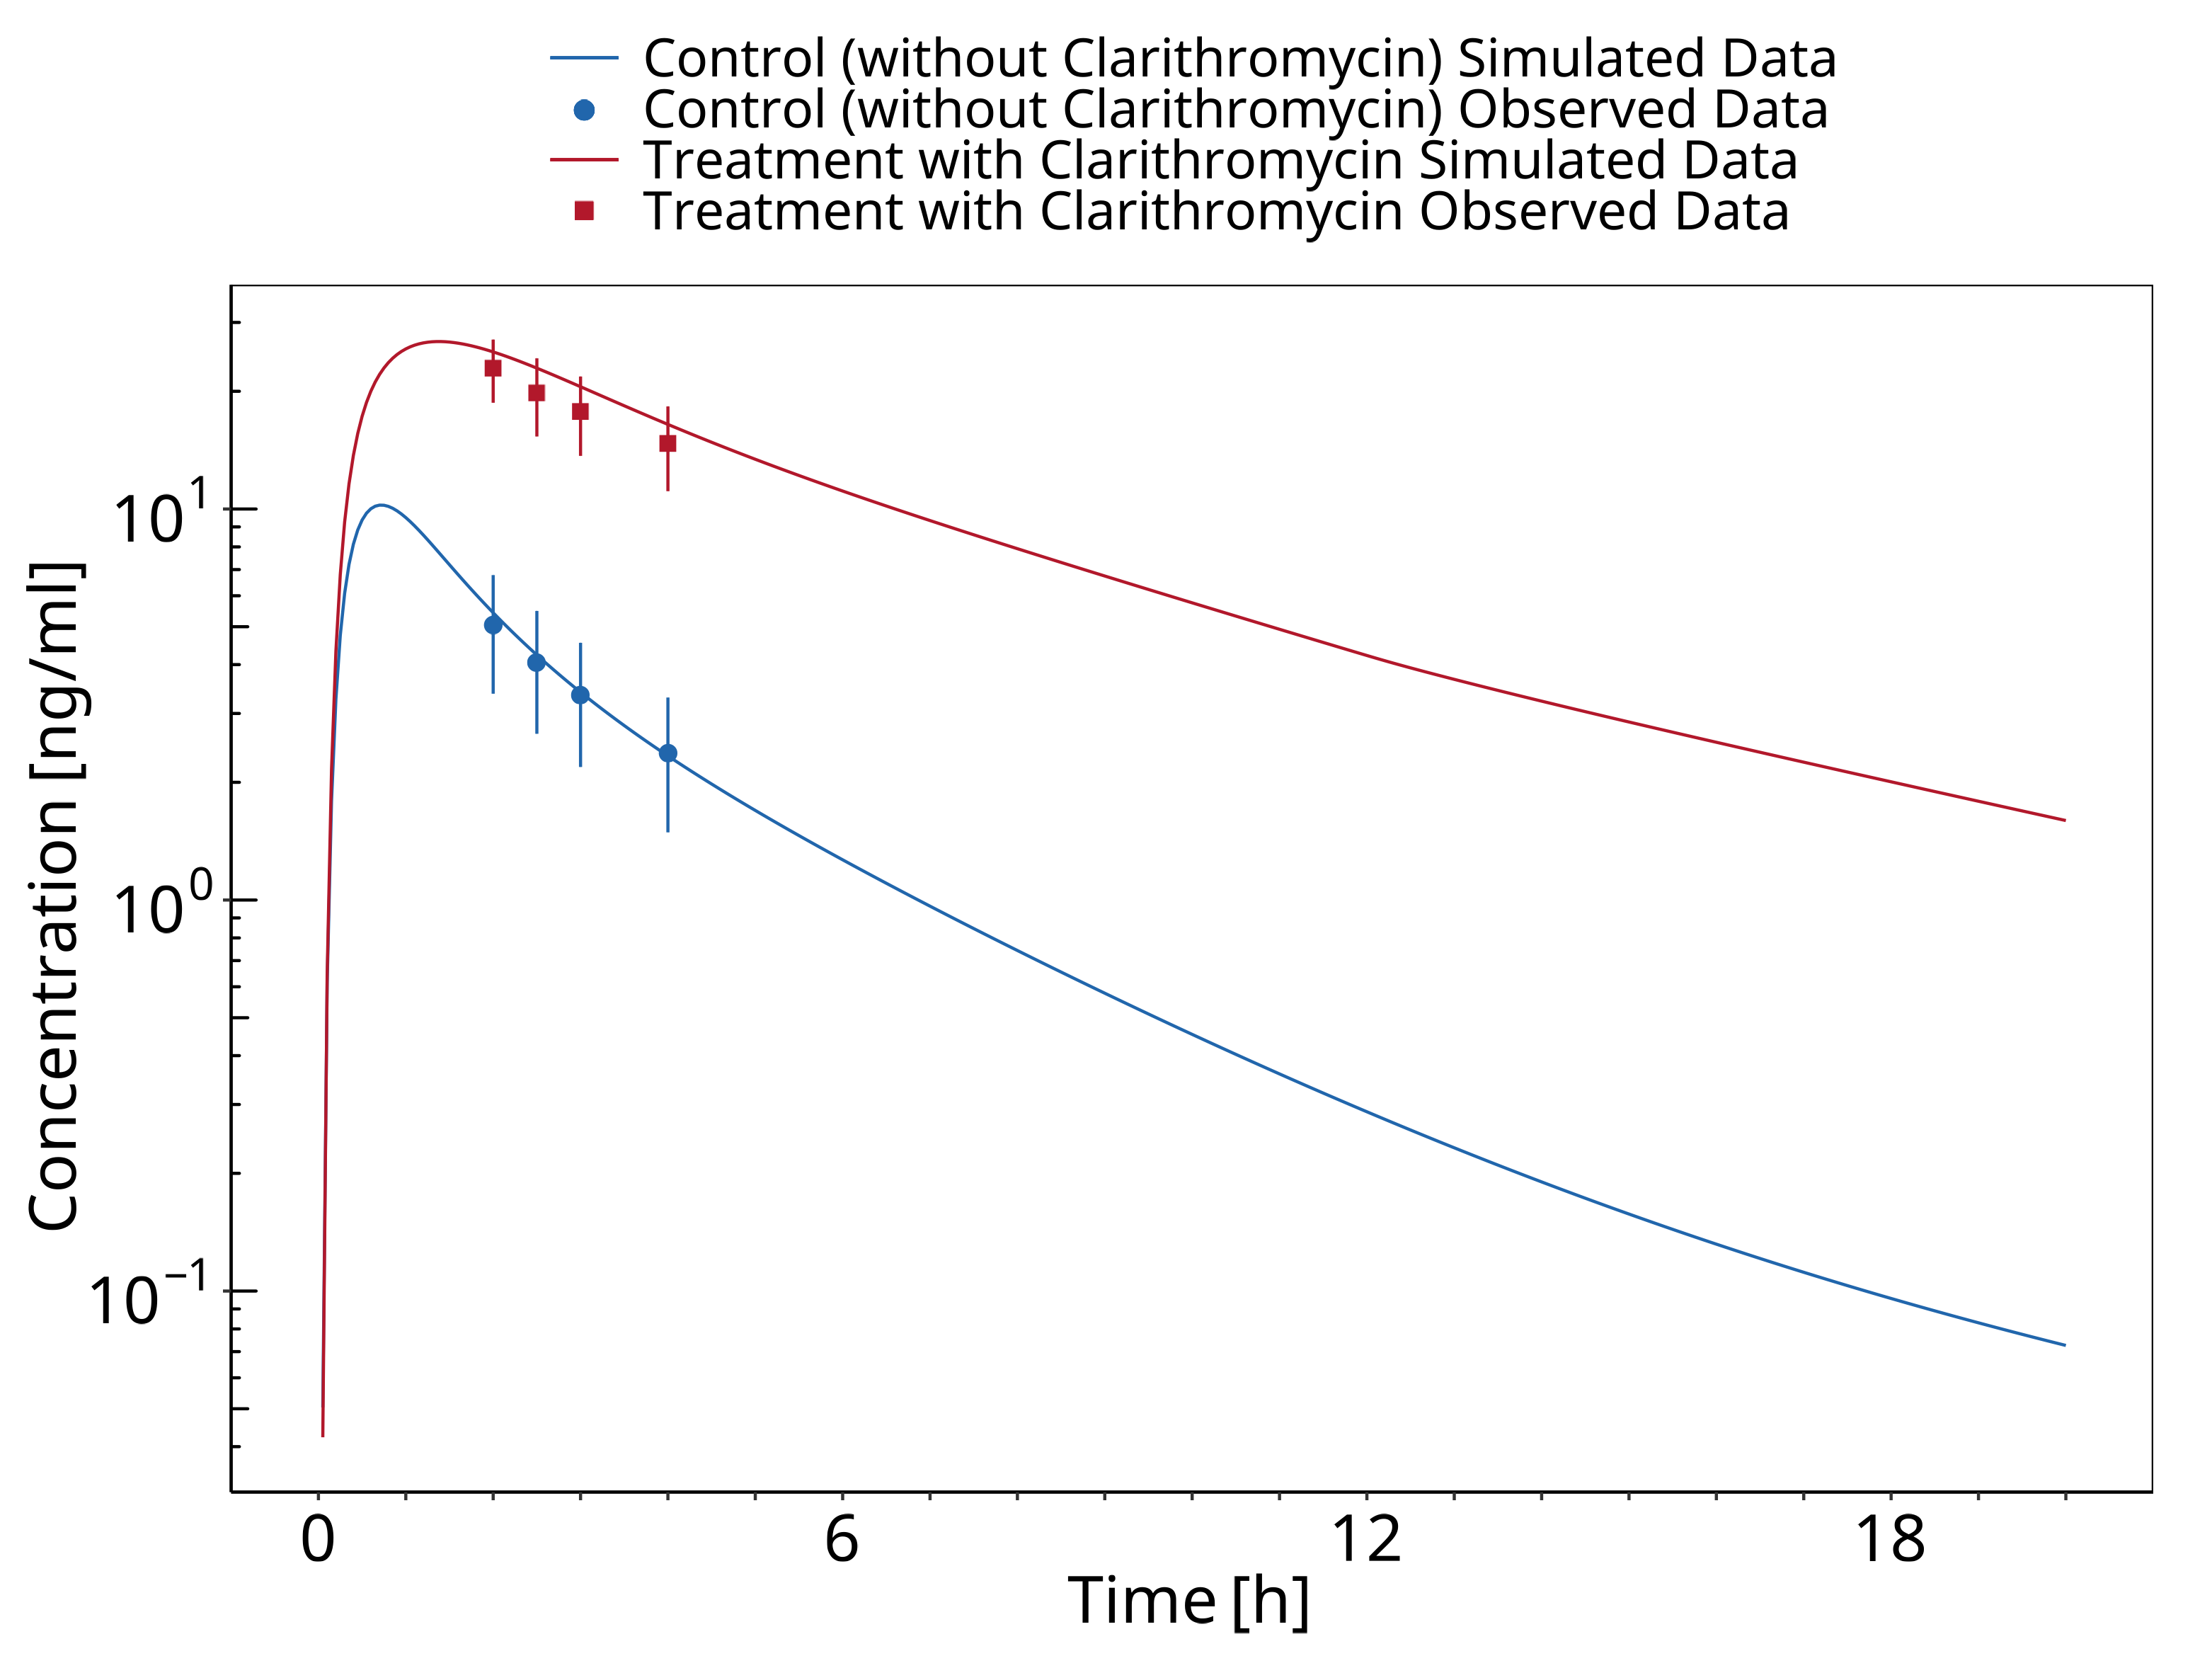 Control (without Clarithromycin) Simulated Data
Control (without Clarithromycin) Observed Data
Treatment with Clarithromycin Simulated Data
Treatment with Clarithromycin Observed Data
Concentration [ng/ml]
10^1
10^0
10^−1
0 6 12 18
Time [h]